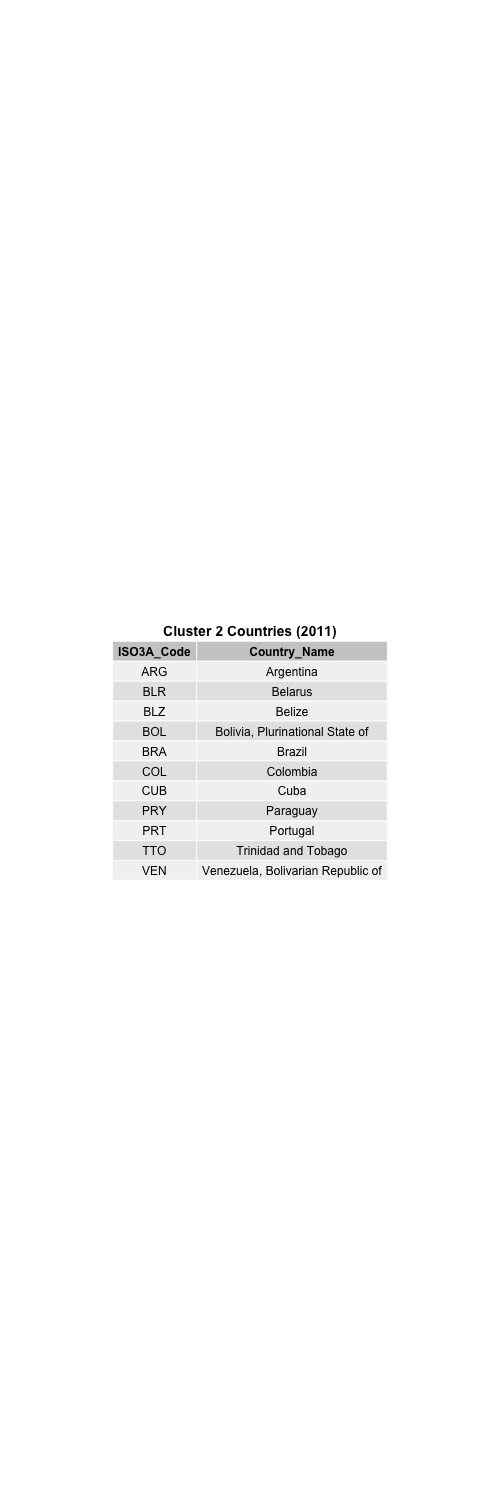 Cluster 2 Countries (2011)
ISO3A_Code Country_Name
ARG Argentina
BLR Belarus
BLZ Belize
BOL Bolivia, Plurinational State of
BRA Brazil
COL Colombia
CUB Cuba
PRY Paraguay
PRT Portugal
TTO Trinidad and Tobago
VEN Venezuela, Bolivarian Republic of